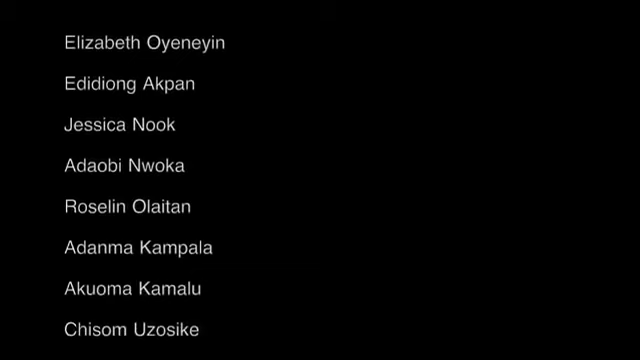 Elizabeth Oyeneyin
Edidiong Akpan
Jessica Nook
Adaobi Nwoka
Roselin Olaitan
Adanma Kampala
Akuoma Kamalu
Chisom Uzosike